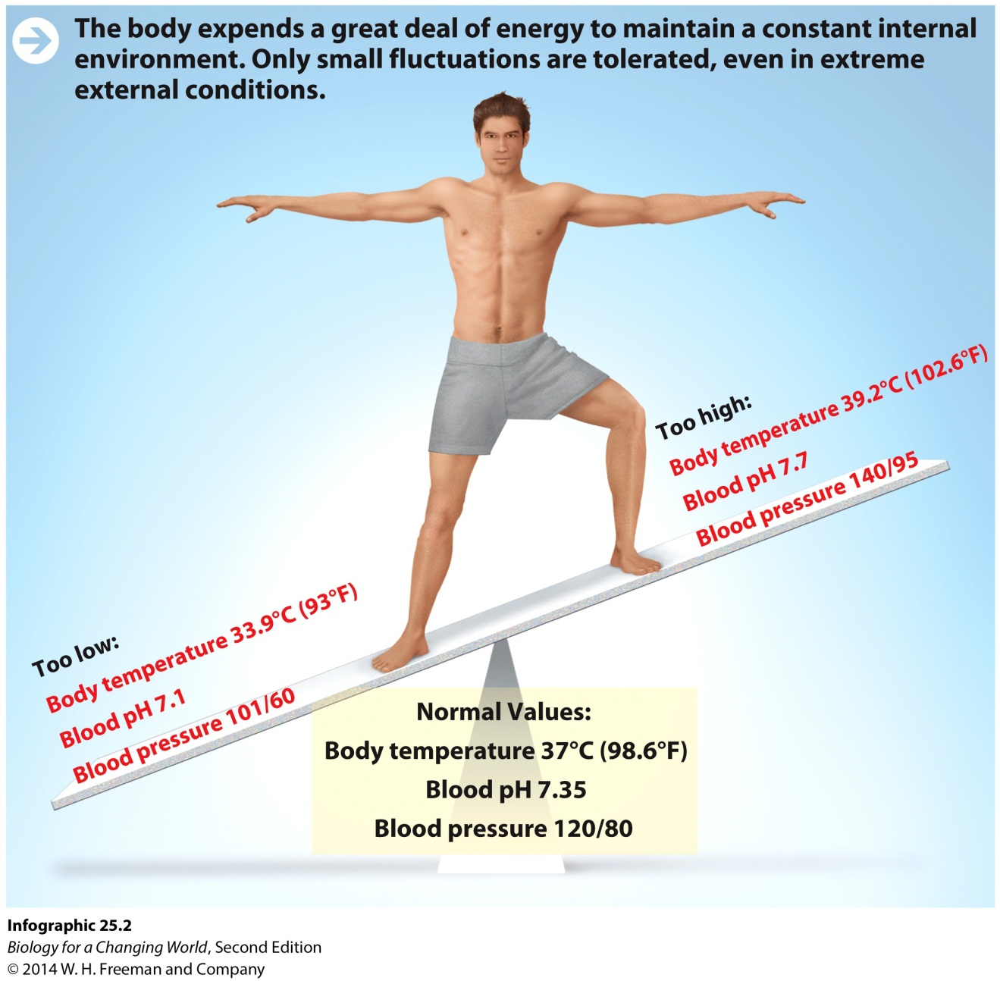 The body expends a great deal of energy to maintain a constant internal
environment. Only small fluctuations are tolerated, even in extreme
external conditions.
Too high:
Body temperature 39.2°C (102.6°F)
Blood pH 7.7
Blood pressure 140/95
Too low:
Body temperature 33.9°C (93°F)
Blood pH 7.1
Blood pressure 101/60
Normal Values:
Body temperature 37°C (98.6°F)
Blood pH 7.35
Blood pressure 120/80
Infographic 25.2
Biology for a Changing World, Second Edition
© 2014 W. H. Freeman and Company